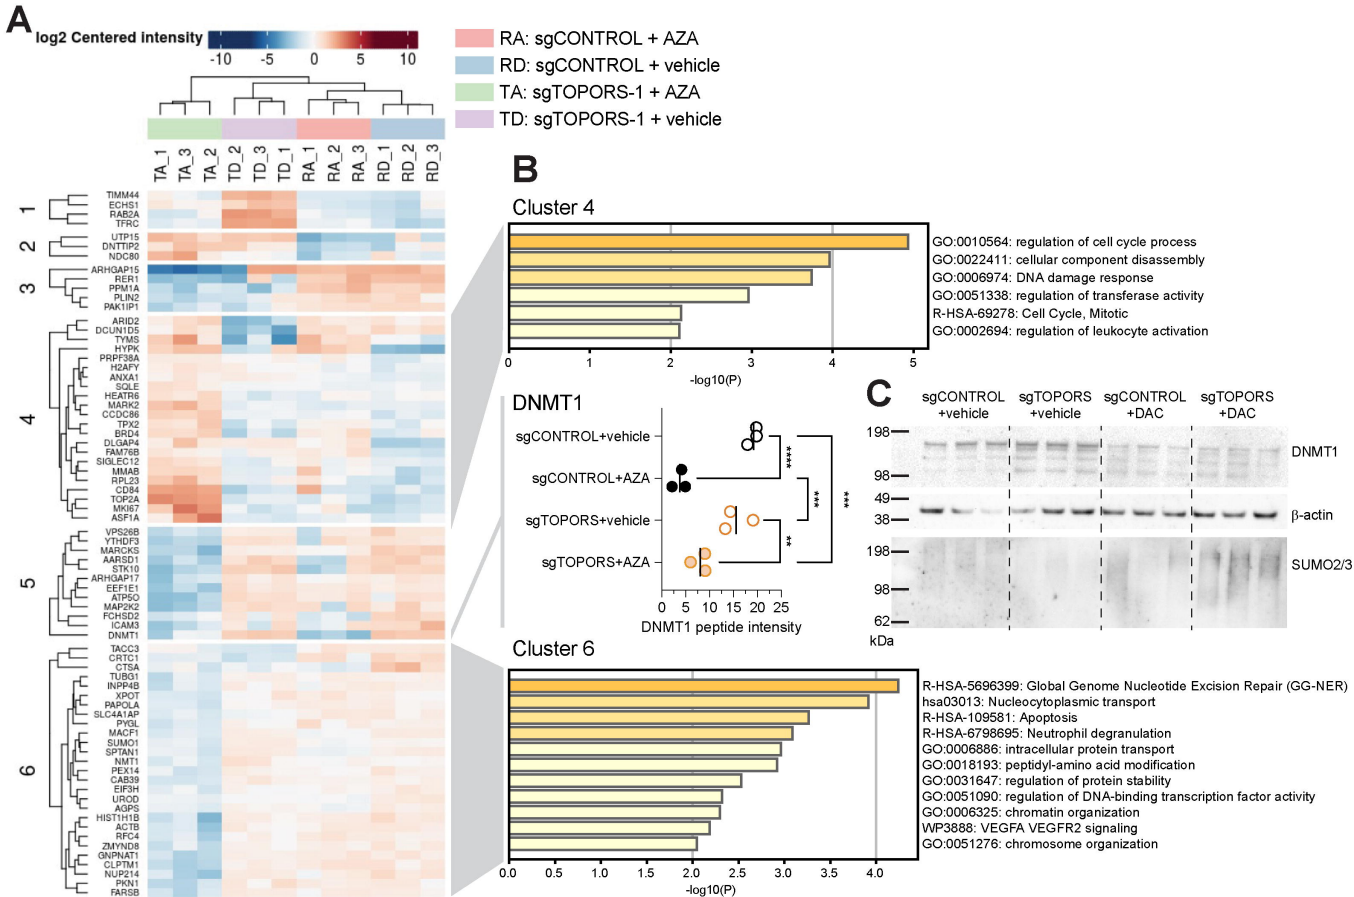 A
log2 Centered intensity
-10 -5 0 5 10
RA: sgCONTROL + AZA
RD: sgCONTROL + vehicle
TA: sgTOPORS-1 + AZA
TD: sgTOPORS-1 + vehicle
TA_1 TA_3 TA_2 TD_2 TD_3 TD_1 RA_1 RA_2 RA_3 RD_1 RD_2 RD_3
1
TIMM44
ECHS1
RAB2A
TFRC
2
UTP15
DNTTIP2
NDC80
3
ARHGAP15
RER1
PPM1A
PLIN2
PAK1IP1
4
ARID2
DCUN1D5
TYMS
HYPK
PRPF38A
H2AFY
ANXA1
SQLE
HEATR6
MARK2
CCDC86
TPX2
BRD4
DLGAP4
FAM76B
SIGLEC12
MMAB
RPL23
CD84
TOP2A
MKI67
ASF1A
5
VPS26B
YTHDF3
MARCKS
AARSD1
STK10
ARHGAP17
EEF1E1
ATP5O
MAP2K2
FCHSD2
ICAM3
DNMT1
6
TACC3
CRTC1
CTSA
TUBG1
INPP4B
XPOT
PAPOLA
SLC4A1AP
PYGL
MACF1
SUMO1
SPTAN1
NMT1
PEX14
CAB39
EIF3H
UROD
AGPS
HIST1H1B
ACTB
RFC4
ZMYND8
GNPNAT1
CLPTM1
NUP214
PKN1
FARSB
B
Cluster 4
GO:0010564: regulation of cell cycle process
GO:0022411: cellular component disassembly
GO:0006974: DNA damage response
GO:0051338: regulation of transferase activity
R-HSA-69278: Cell Cycle, Mitotic
GO:0002694: regulation of leukocyte activation
0 1 2 3 4 5
-log10(P)
DNMT1
sgCONTROL+vehicle
sgCONTROL+AZA
sgTOPORS+vehicle
sgTOPORS+AZA
****
***
***
**
0 5 10 15 20 25
DNMT1 peptide intensity
C
sgCONTROL +vehicle
sgTOPORS +vehicle
sgCONTROL +DAC
sgTOPORS +DAC
198
98
DNMT1
49
38
β-actin
198
98
62
kDa
SUMO2/3
Cluster 6
R-HSA-5696399: Global Genome Nucleotide Excision Repair (GG-NER)
hsa03013: Nucleocytoplasmic transport
R-HSA-109581: Apoptosis
R-HSA-6798695: Neutrophil degranulation
GO:0006886: intracellular protein transport
GO:0018193: peptidyl-amino acid modification
GO:0031647: regulation of protein stability
GO:0051090: regulation of DNA-binding transcription factor activity
GO:0006325: chromatin organization
WP3888: VEGFA VEGFR2 signaling
GO:0051276: chromosome organization
0 0.5 1.0 1.5 2.0 2.5 3.0 3.5 4.0
-log10(P)